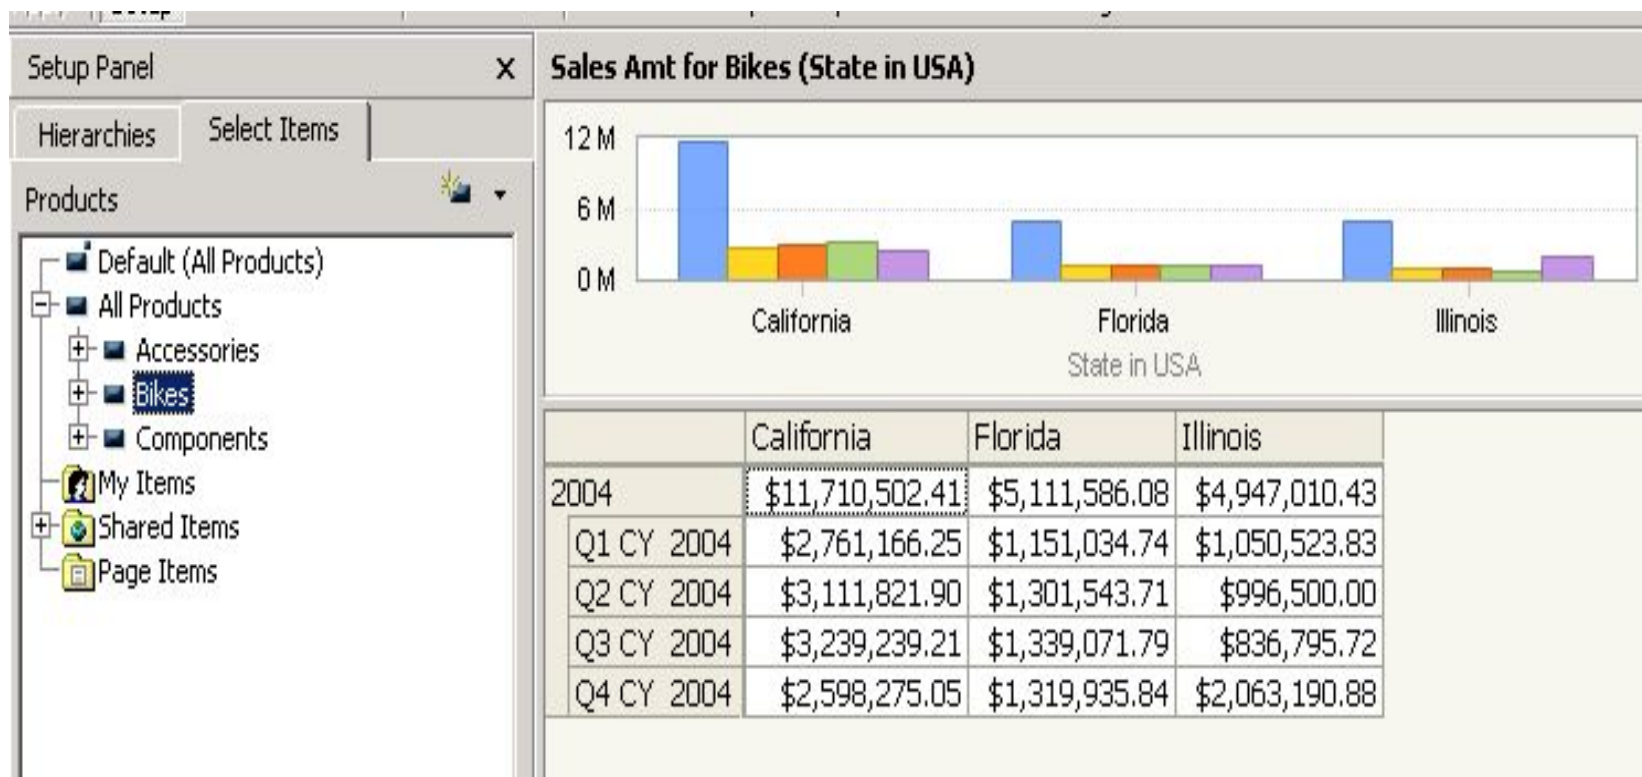 Setup Panel X
Hierarchies Select Items
Products
Default (All Products)
All Products
Accessories
Bikes
Components
My Items
Shared Items
Page Items
Sales Amt for Bikes (State in USA)
12 M
6 M
0 M
California Florida Illinois
State in USA
California Florida Illinois
2004 $11,710,502.41 $5,111,586.08 $4,947,010.43
Q1 CY 2004 $2,761,166.25 $1,151,034.74 $1,050,523.83
Q2 CY 2004 $3,111,821.90 $1,301,543.71 $996,500.00
Q3 CY 2004 $3,239,239.21 $1,339,071.79 $836,795.72
Q4 CY 2004 $2,598,275.05 $1,319,935.84 $2,063,190.88